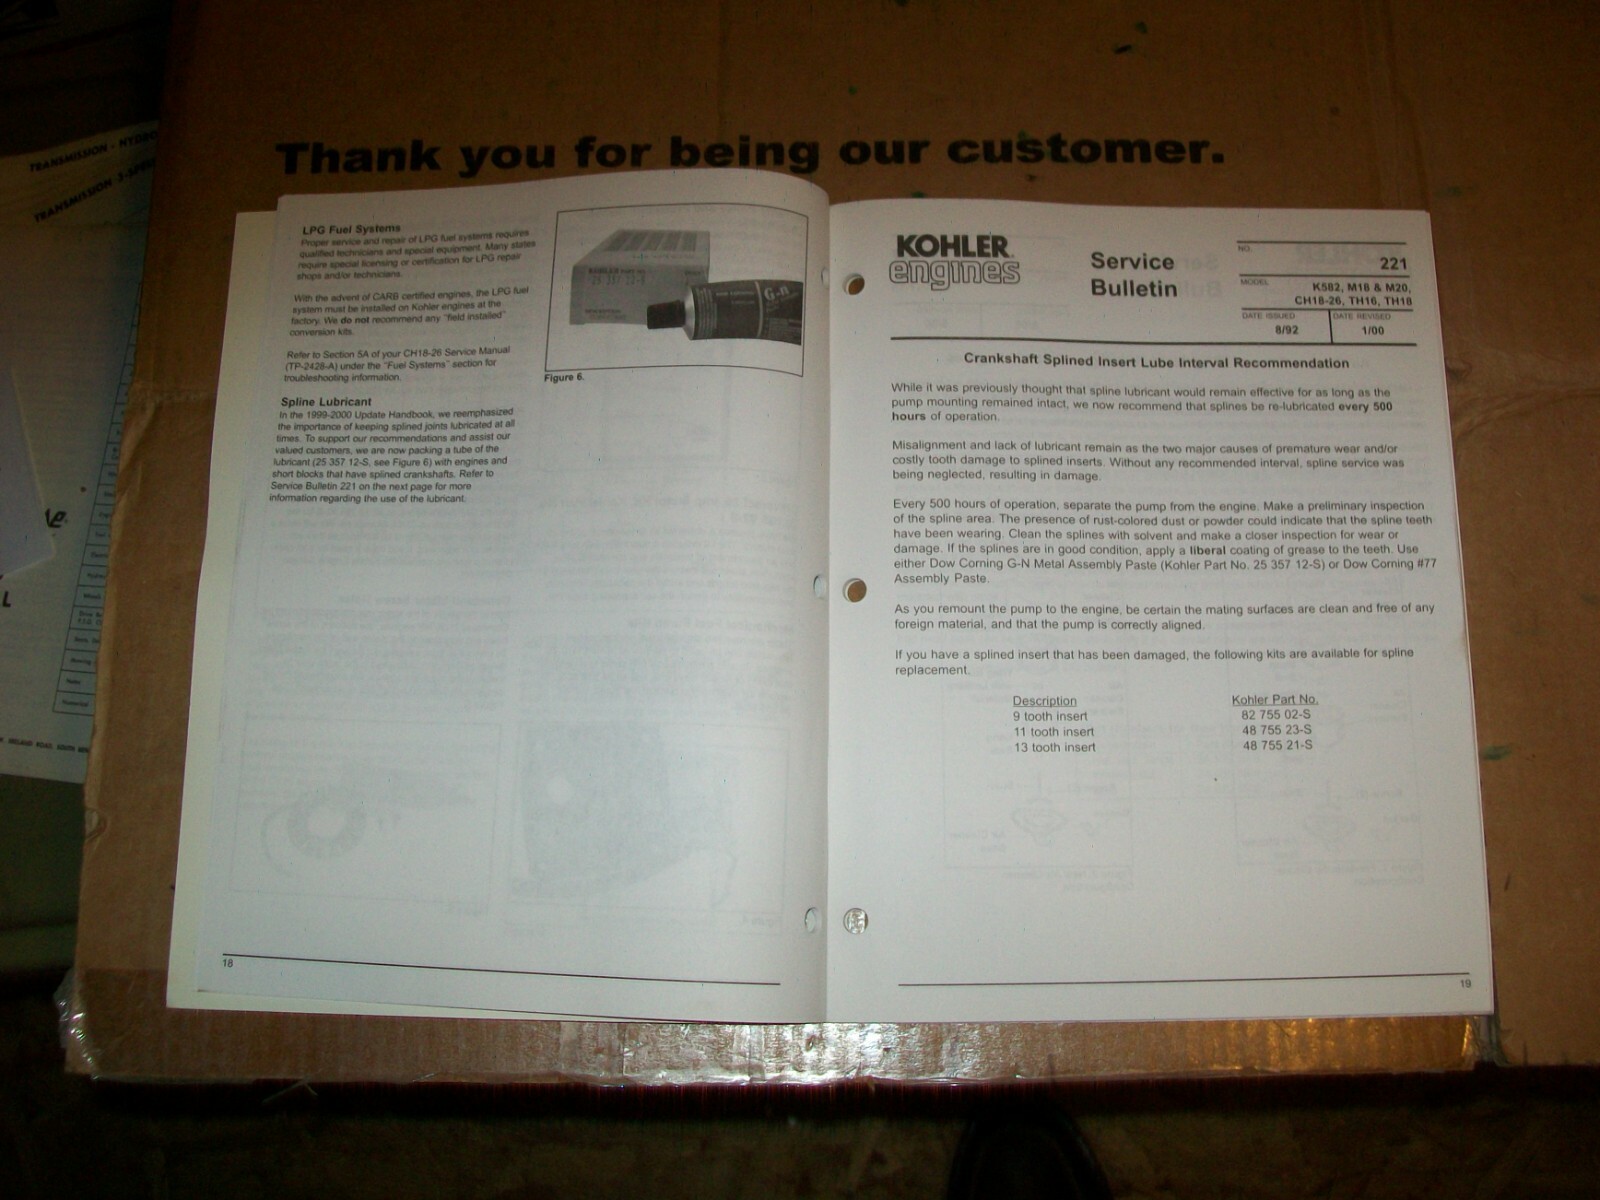 TRANSMISSION - HYDRO
TRANSMISSION 3-SPEED
Thank you for being our customer.
LPG Fuel Systems
Proper service and repair of LPG fuel systems requires
qualified technicians and special equipment. Many states
require special licensing or certification for LPG repair
shops and/or technicians.
With the advent of CARB certified engines, the LPG fuel
system must be installed on Kohler engines at the
factory. We do not recommend any "field installed"
conversion kits.
Refer to Section 5A of your CH18-26 Service Manual
(TP-2428-A) under the "Fuel Systems" section for
troubleshooting information.
Spline Lubricant
In the 1999-2000 Update Handbook, we reemphasized
the importance of keeping splined joints lubricated at all
times. To support our recommendations and assist our
valued customers, we are now packing a tube of the
lubricant (25 357 12-S, see Figure 6) with engines and
short blocks that have splined crankshafts. Refer to
Service Bulletin 221 on the next page for more
information regarding the use of the lubricant.
G-n
Figure 6.
18
KOHLER
engines
Service
Bulletin
NO.
221
MODEL
K582, M18 & M20,
CH18-26, TH16, TH18
DATE ISSUED
8/92
DATE REVISED
1/00
Crankshaft Splined Insert Lube Interval Recommendation
While it was previously thought that spline lubricant would remain effective for as long as the
pump mounting remained intact, we now recommend that splines be re-lubricated every 500
hours of operation.
Misalignment and lack of lubricant remain as the two major causes of premature wear and/or
costly tooth damage to splined inserts. Without any recommended interval, spline service was
being neglected, resulting in damage.
Every 500 hours of operation, separate the pump from the engine. Make a preliminary inspection
of the spline area. The presence of rust-colored dust or powder could indicate that the spline teeth
have been wearing. Clean the splines with solvent and make a closer inspection for wear or
damage. If the splines are in good condition, apply a liberal coating of grease to the teeth. Use
either Dow Corning G-N Metal Assembly Paste (Kohler Part No. 25 357 12-S) or Dow Corning #77
Assembly Paste.
As you remount the pump to the engine, be certain the mating surfaces are clean and free of any
foreign material, and that the pump is correctly aligned.
If you have a splined insert that has been damaged, the following kits are available for spline
replacement.
Description Kohler Part No.
9 tooth insert 82 755 02-S
11 tooth insert 48 755 23-S
13 tooth insert 48 755 21-S
19